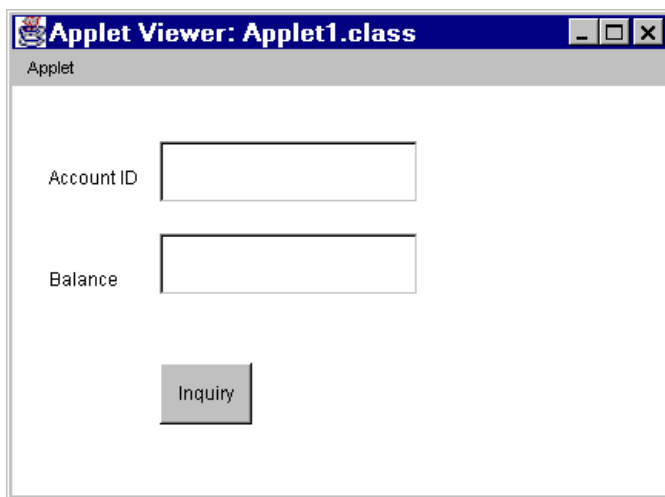 Applet Viewer: Applet1.class
Applet
Account ID
Balance
Inquiry